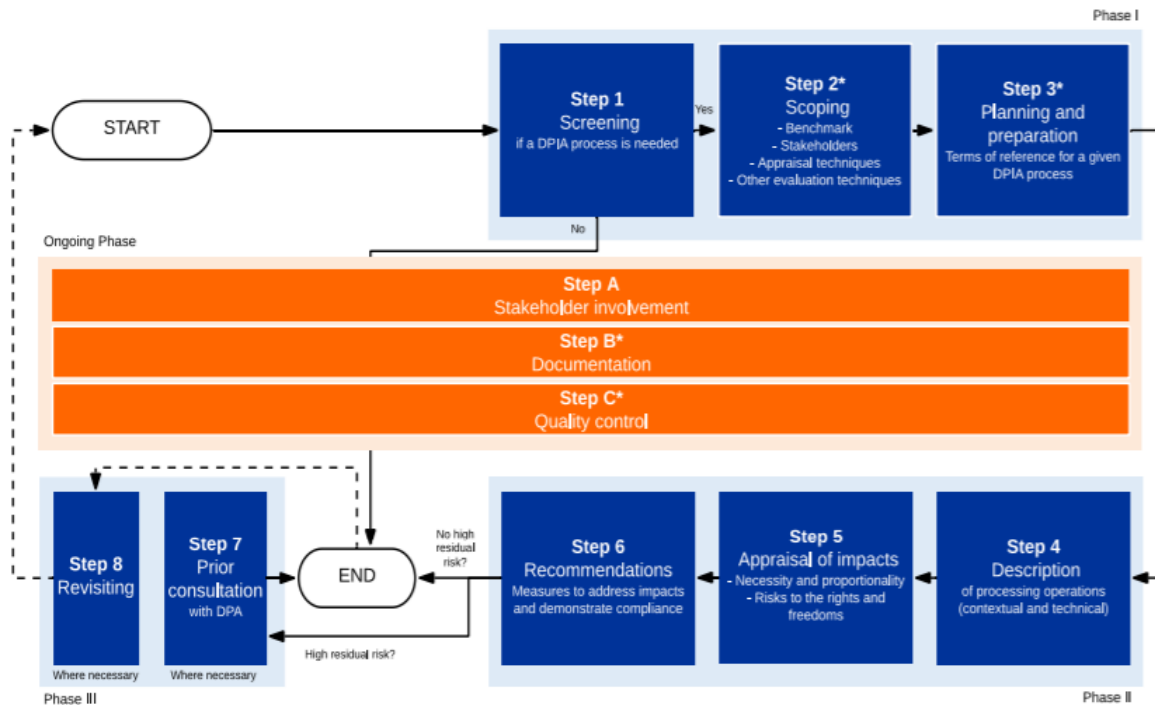 Phase I
START
Step 1
Screening
if a DPIA process is needed
Yes
No
Step 2*
Scoping
- Benchmark
- Stakeholders
- Appraisal techniques
- Other evaluation techniques
Step 3*
Planning and
preparation
Terms of reference for a given
DPIA process
Ongoing Phase
Step A
Stakeholder involvement
Step B*
Documentation
Step C*
Quality control
Step 8
Revisiting
Where necessary
Step 7
Prior
consultation
with DPA
Where necessary
Phase III
END
No high
residual
risk?
High residual risk?
Step 6
Recommendations
Measures to address impacts
and demonstrate compliance
Step 5
Appraisal of impacts
- Necessity and proportionality
- Risks to the rights and
freedoms
Step 4
Description
of processing operations
(contextual and technical)
Phase II